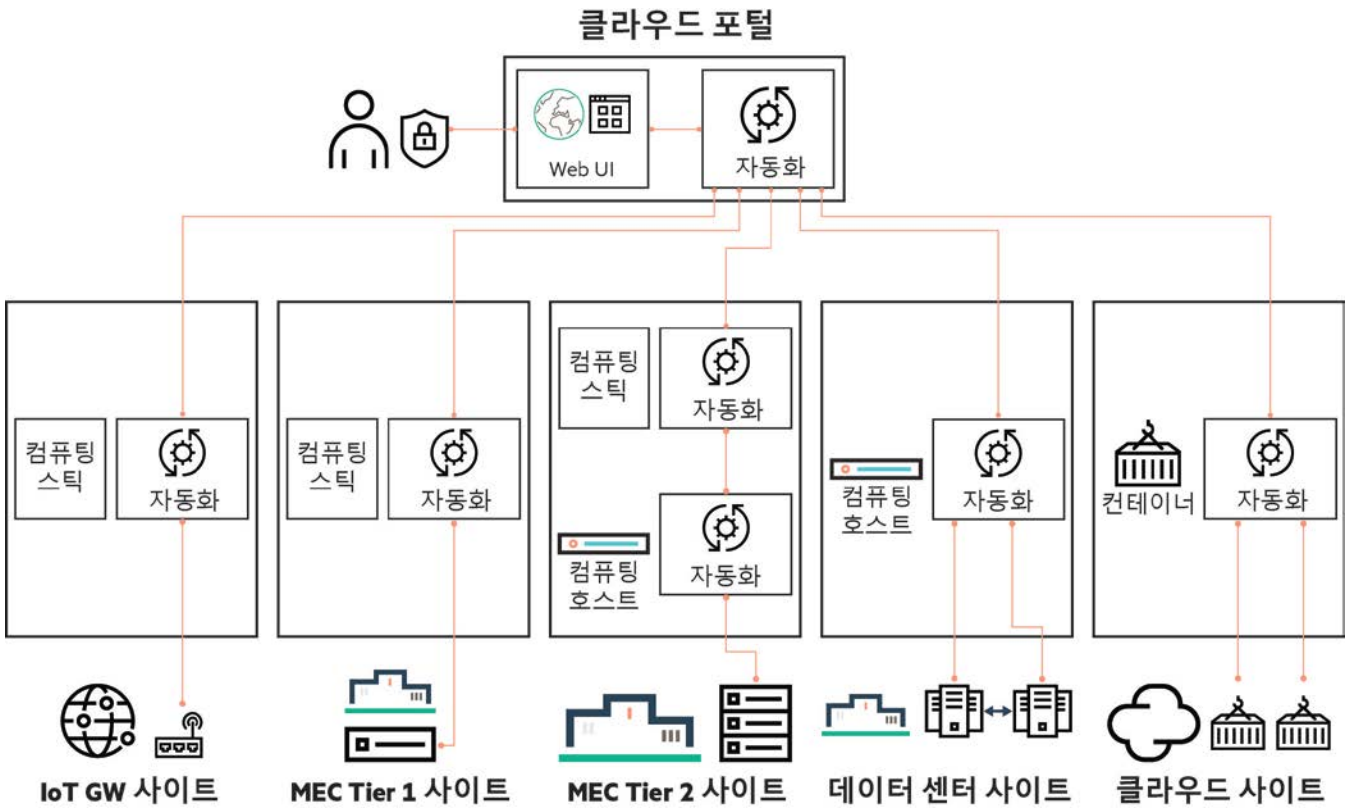 클라우드 포털
Web UI
자동화
컴퓨팅
스틱
자동화
컴퓨팅
스틱
자동화
컴퓨팅
스틱
자동화
컴퓨팅
호스트
자동화
컴퓨팅
호스트
자동화
컨테이너
자동화
IoT GW 사이트
MEC Tier 1 사이트
MEC Tier 2 사이트
데이터 센터 사이트
클라우드 사이트